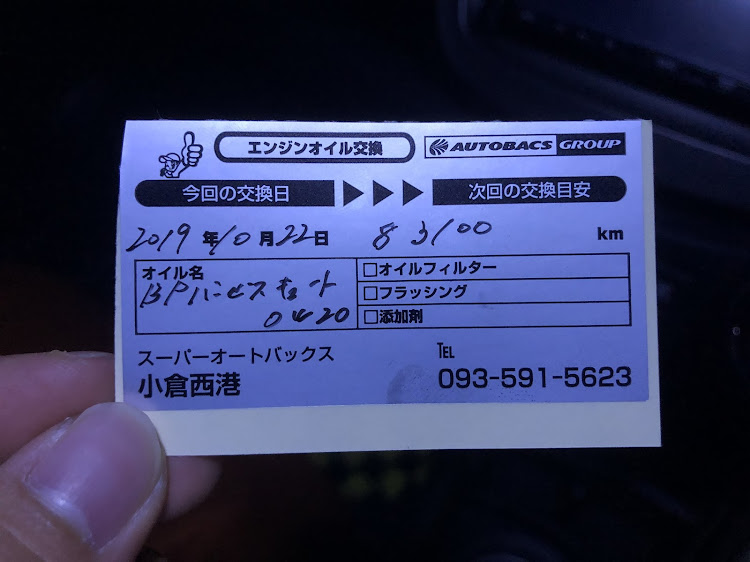 エンジンオイル交換
AUTOBACS GROUP
今回の交換日 ▶▶▶ 次回の交換目安
2019年10月22日 83100 km
オイル名
BP
0W20
□オイルフィルター
□フラッシング
□添加剤
スーパーオートバックス
小倉西港
TEL
093-591-5623